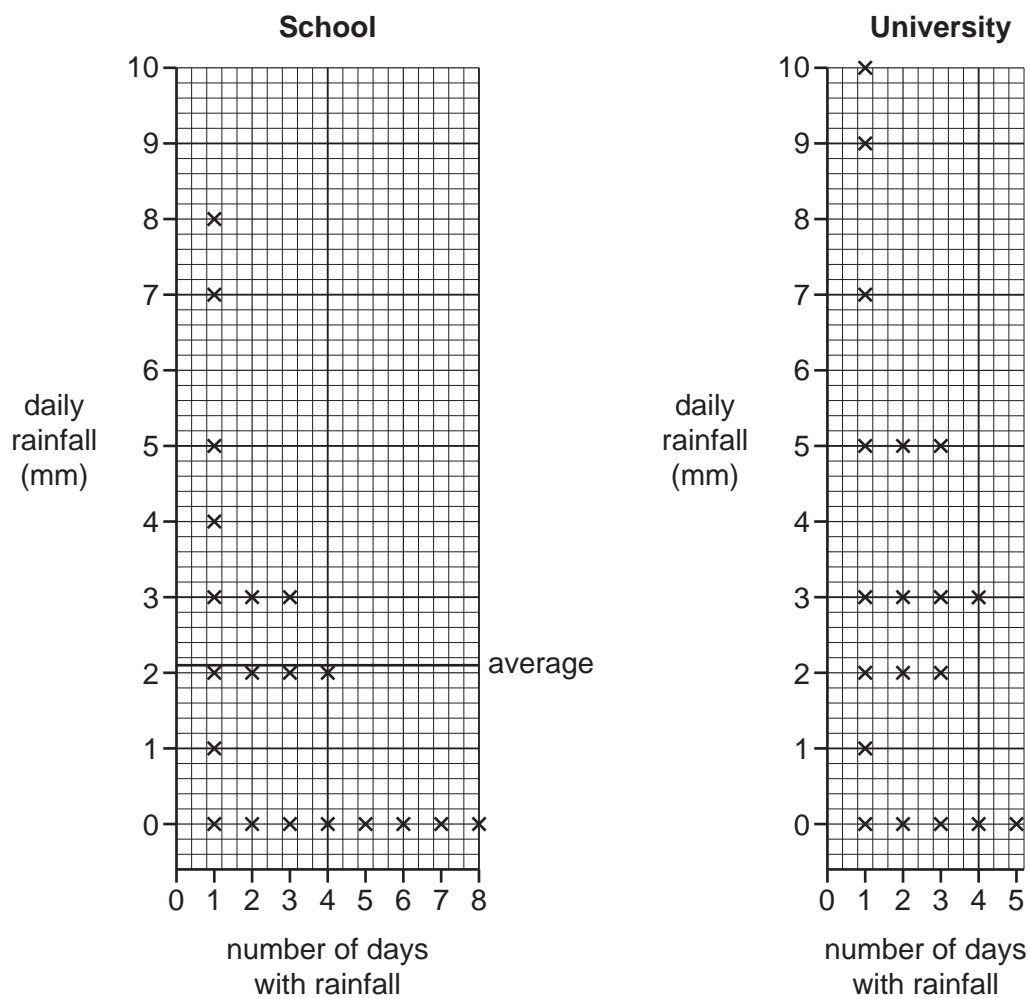 School
10
9
8
7
6
5
4
3
2
1
0
daily
rainfall
(mm)
average
0 1 2 3 4 5 6 7 8
number of days
with rainfall
University
10
9
8
7
6
5
4
3
2
1
0
daily
rainfall
(mm)
0 1 2 3 4 5
number of days
with rainfall